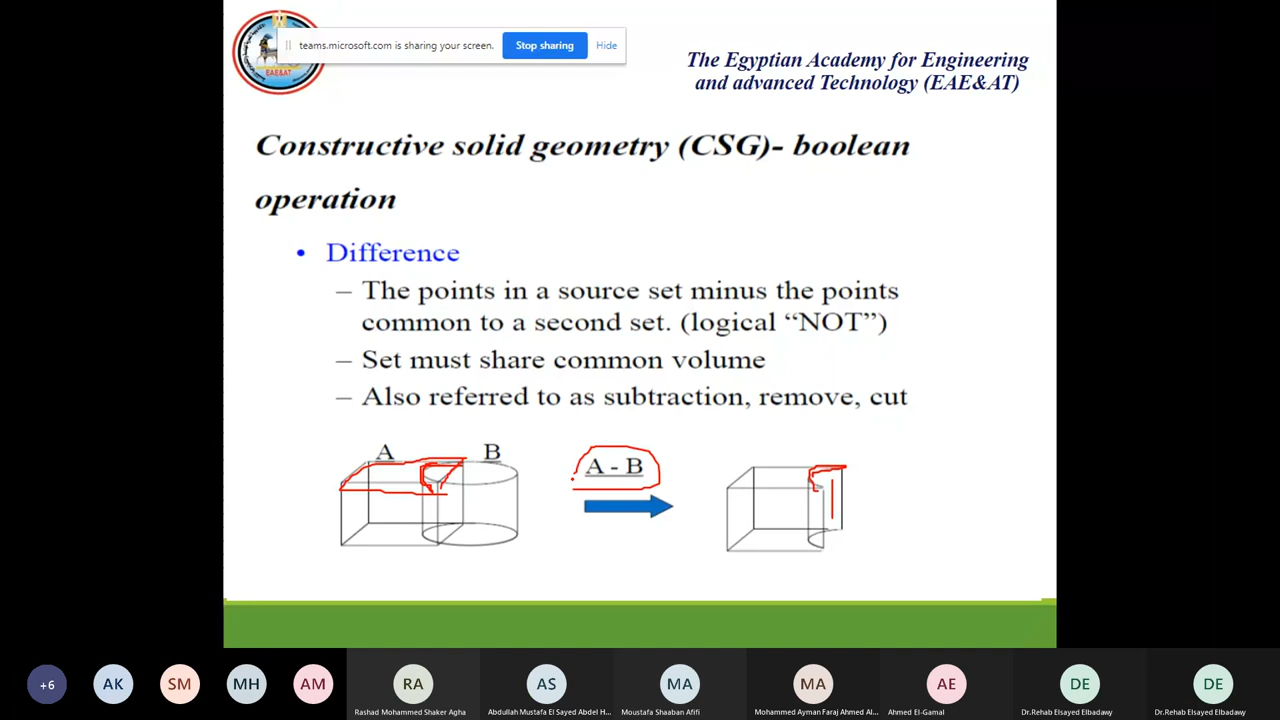 EAE&AT
teams.microsoft.com is sharing your screen.
Stop sharing
Hide
The Egyptian Academy for Engineering
and advanced Technology (EAE&AT)
Constructive solid geometry (CSG)- boolean
operation
• Difference
– The points in a source set minus the points
common to a second set. (logical “NOT”)
– Set must share common volume
– Also referred to as subtraction, remove, cut
A
B
A - B
+6
AK
SM
MH
AM
RA
AS
MA
MA
AE
DE
DE
Rashad Mohammed Shaker Agha
Abdullah Mustafa El Sayed Abdel H...
Moustafa Shaaban Afifi
Mohammed Ayman Faraj Ahmed Al...
Ahmed El-Gamal
Dr.Rehab Elsayed Elbadawy
Dr.Rehab Elsayed Elbadawy